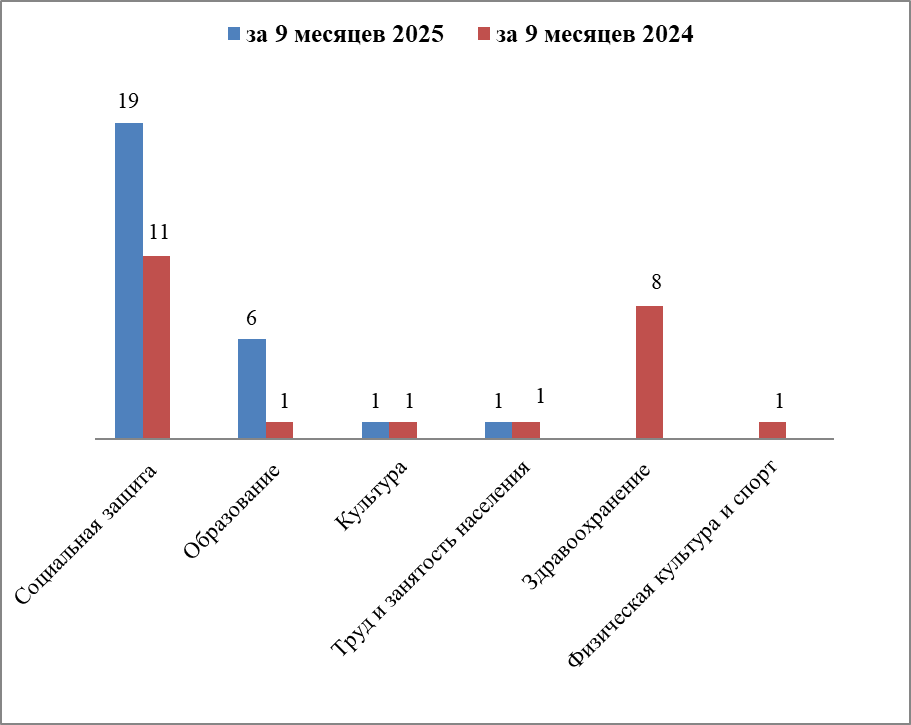 за 9 месяцев 2025 за 9 месяцев 2024
19
11
6
1
1
1
1
1
8
1
Социальная защита
Образование
Культура
Труд и занятость населения
Здравоохранение
Физическая культура и спорт